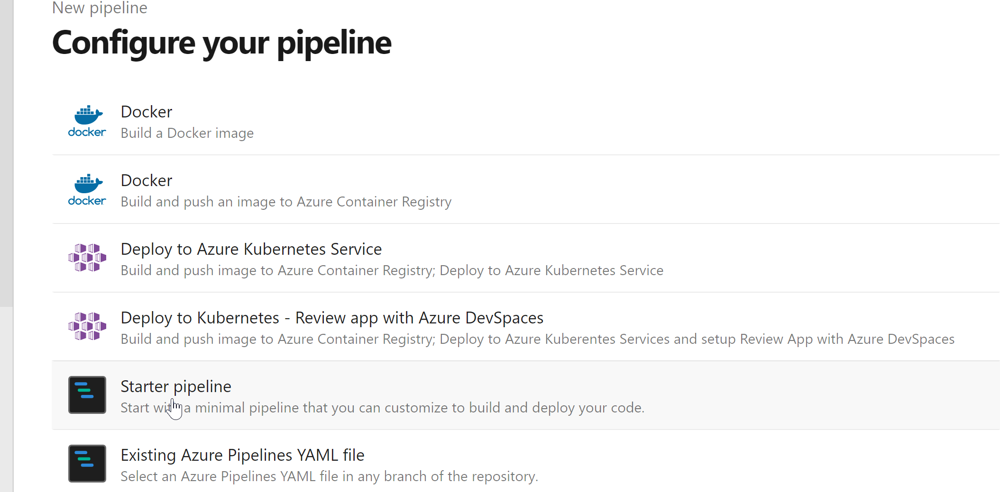 New pipeline
Configure your pipeline
docker
Docker
Build a Docker image
docker
Docker
Build and push an image to Azure Container Registry
Deploy to Azure Kubernetes Service
Build and push image to Azure Container Registry; Deploy to Azure Kubernetes Service
Deploy to Kubernetes - Review app with Azure DevSpaces
Build and push image to Azure Container Registry; Deploy to Azure Kuberentes Services and setup Review App with Azure DevSpaces
Starter pipeline
Start with a minimal pipeline that you can customize to build and deploy your code.
Existing Azure Pipelines YAML file
Select an Azure Pipelines YAML file in any branch of the repository.